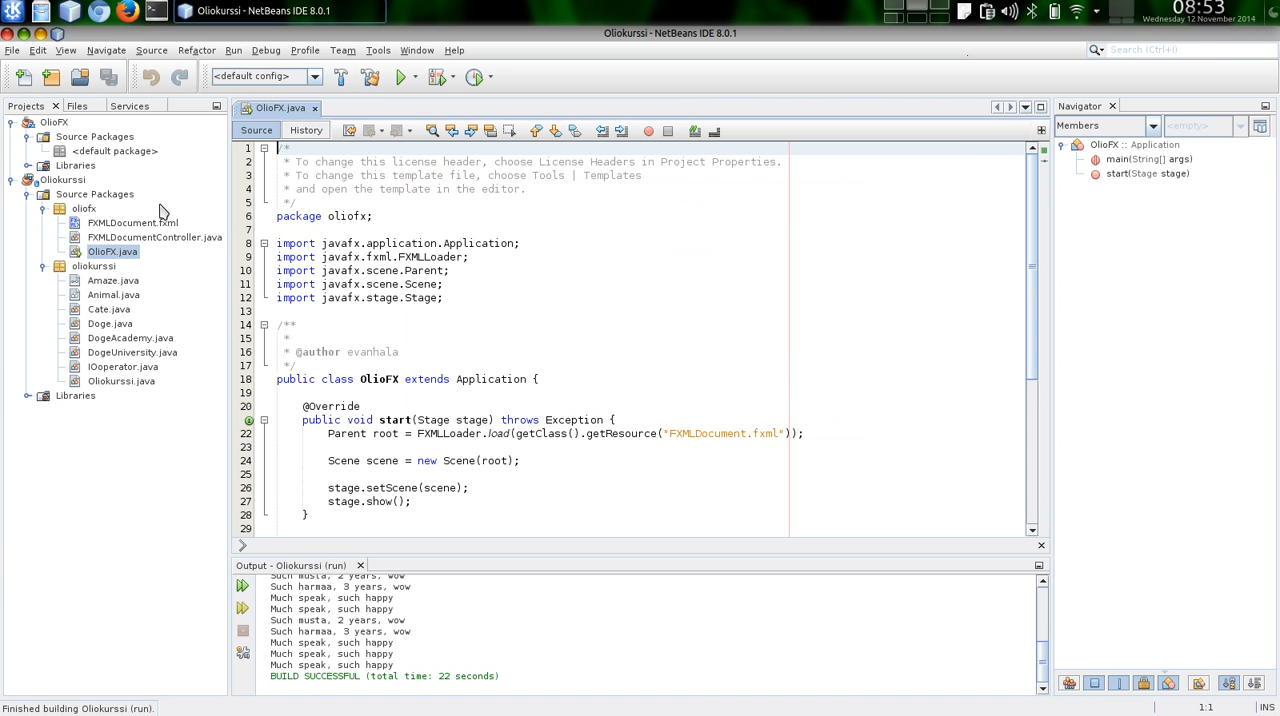 Oliokurssi - NetBeans IDE 8.0.1
08:53
Wednesday 12 November 2014
Oliokurssi - NetBeans IDE 8.0.1
File Edit View Navigate Source Refactor Run Debug Profile Team Tools Window Help
Search (Ctrl+I)
<default config>
Projects Files Services
OlioFX
Source Packages
<default package>
Libraries
Oliokurssi
Source Packages
oliofx
FXMLDocument.fxml
FXMLDocumentController.java
OlioFX.java
oliokurssi
Amaze.java
Animal.java
Cate.java
Doge.java
DogeAcademy.java
DogeUniversity.java
IOoperator.java
Oliokurssi.java
Libraries
OlioFX.java
Source History
1 /*
2 * To change this license header, choose License Headers in Project Properties.
3 * To change this template file, choose Tools | Templates
4 * and open the template in the editor.
5 */
6 package oliofx;
7
8 import javafx.application.Application;
9 import javafx.fxml.FXMLLoader;
10 import javafx.scene.Parent;
11 import javafx.scene.Scene;
12 import javafx.stage.Stage;
13
14 /**
15 *
16 * @author evanhala
17 */
18 public class OlioFX extends Application {
19
20 @Override
public void start(Stage stage) throws Exception {
22 Parent root = FXMLLoader.load(getClass().getResource("FXMLDocument.fxml"));
23
24 Scene scene = new Scene(root);
25
26 stage.setScene(scene);
27 stage.show();
28 }
29
Output - Oliokurssi (run)
Such musta, 2 years, wow
Such harmaa, 3 years, wow
Much speak, such happy
Much speak, such happy
Such musta, 2 years, wow
Such harmaa, 3 years, wow
Much speak, such happy
Much speak, such happy
Much speak, such happy
BUILD SUCCESSFUL (total time: 22 seconds)
Navigator
Members
<empty>
OlioFX :: Application
main(String[] args)
start(Stage stage)
Finished building Oliokurssi (run).
1:1
INS